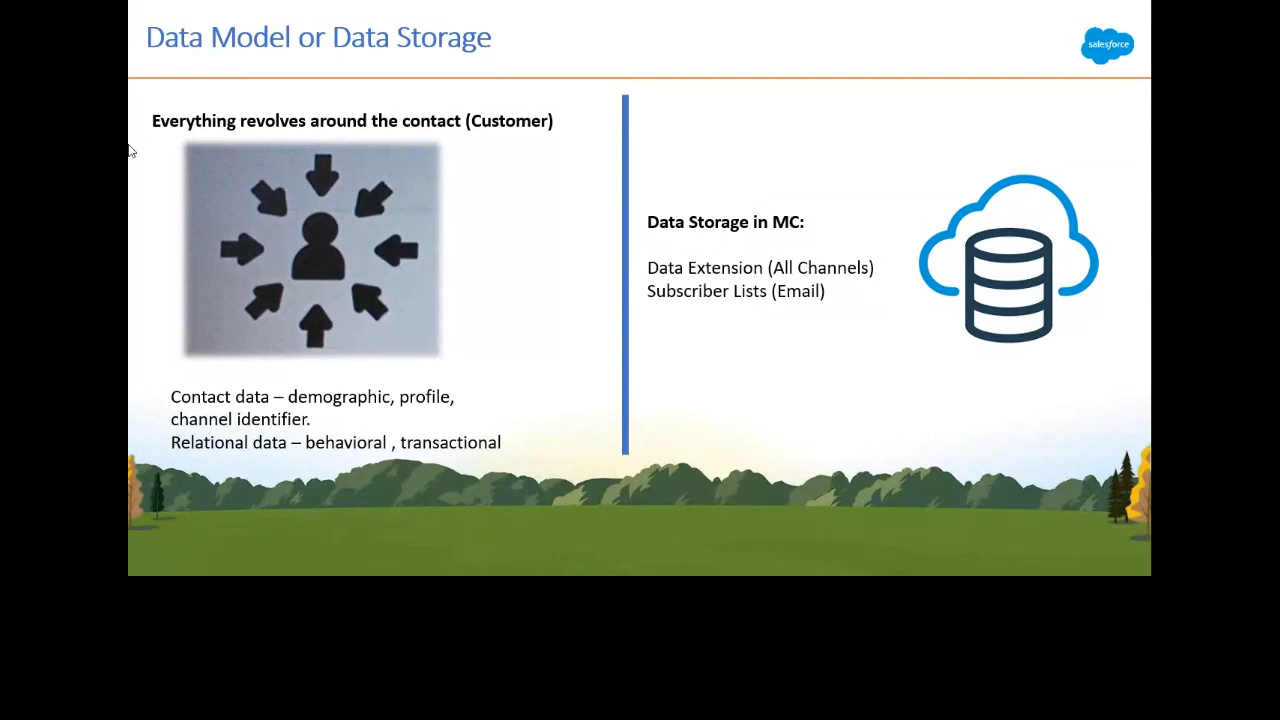 Data Model or Data Storage
salesforce
Everything revolves around the contact (Customer)
Contact data – demographic, profile,
channel identifier.
Relational data – behavioral , transactional
Data Storage in MC:
Data Extension (All Channels)
Subscriber Lists (Email)